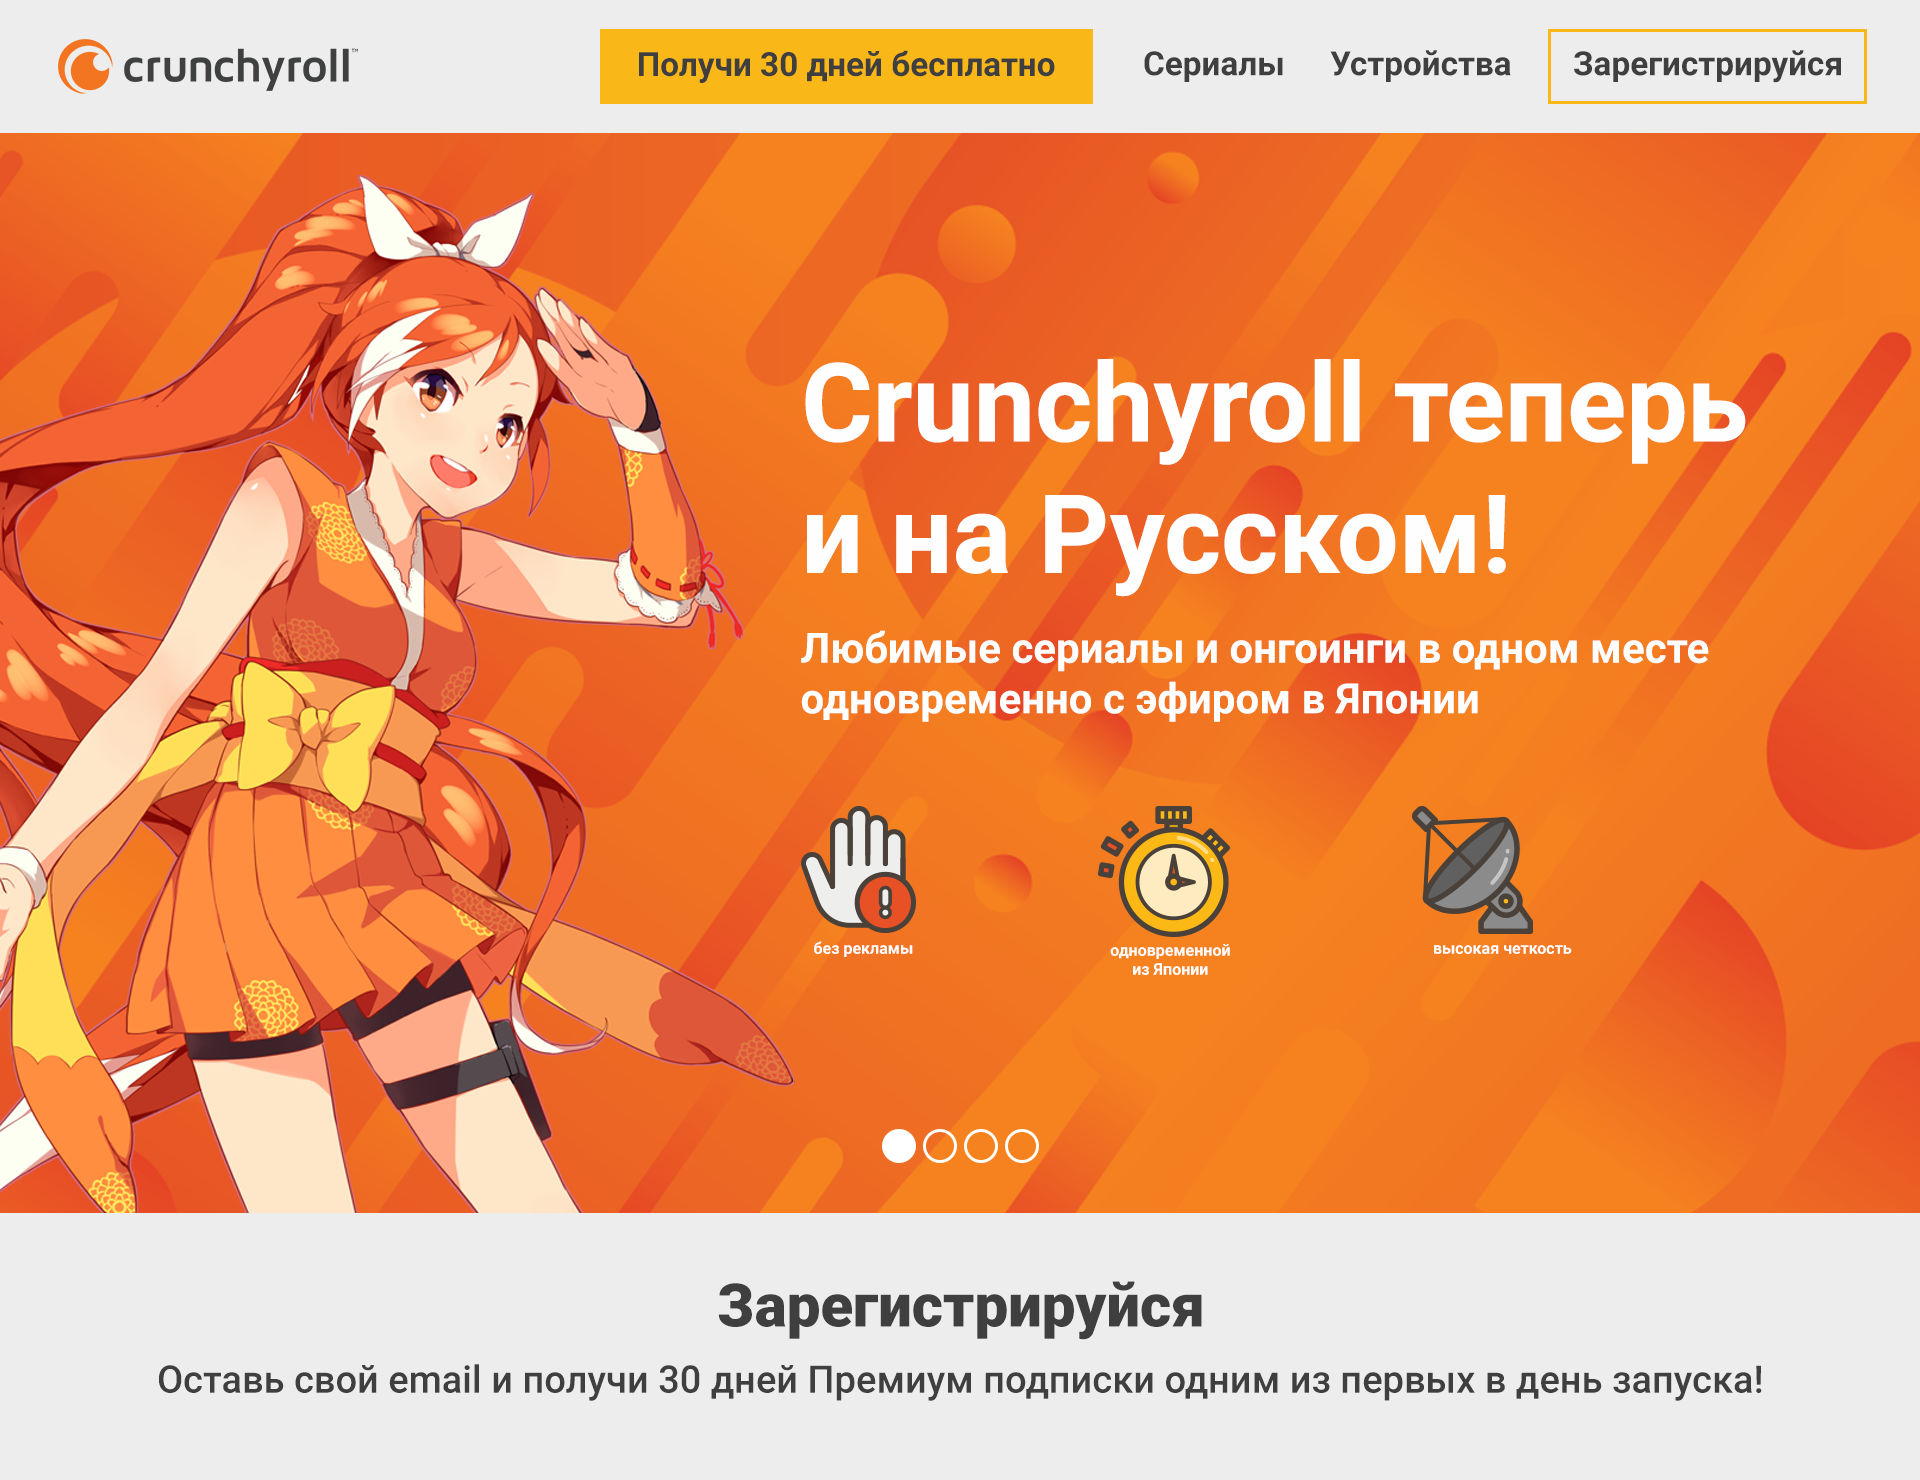 crunchyroll™
Получи 30 дней бесплатно
Сериалы
Устройства
Зарегистрируйся
Crunchyroll теперь
и на Русском!
Любимые сериалы и онгоинги в одном месте
одновременно с эфиром в Японии
без рекламы
одновременной
из Японии
высокая четкость
Зарегистрируйся
Оставь свой email и получи 30 дней Премиум подписки одним из первых в день запуска!